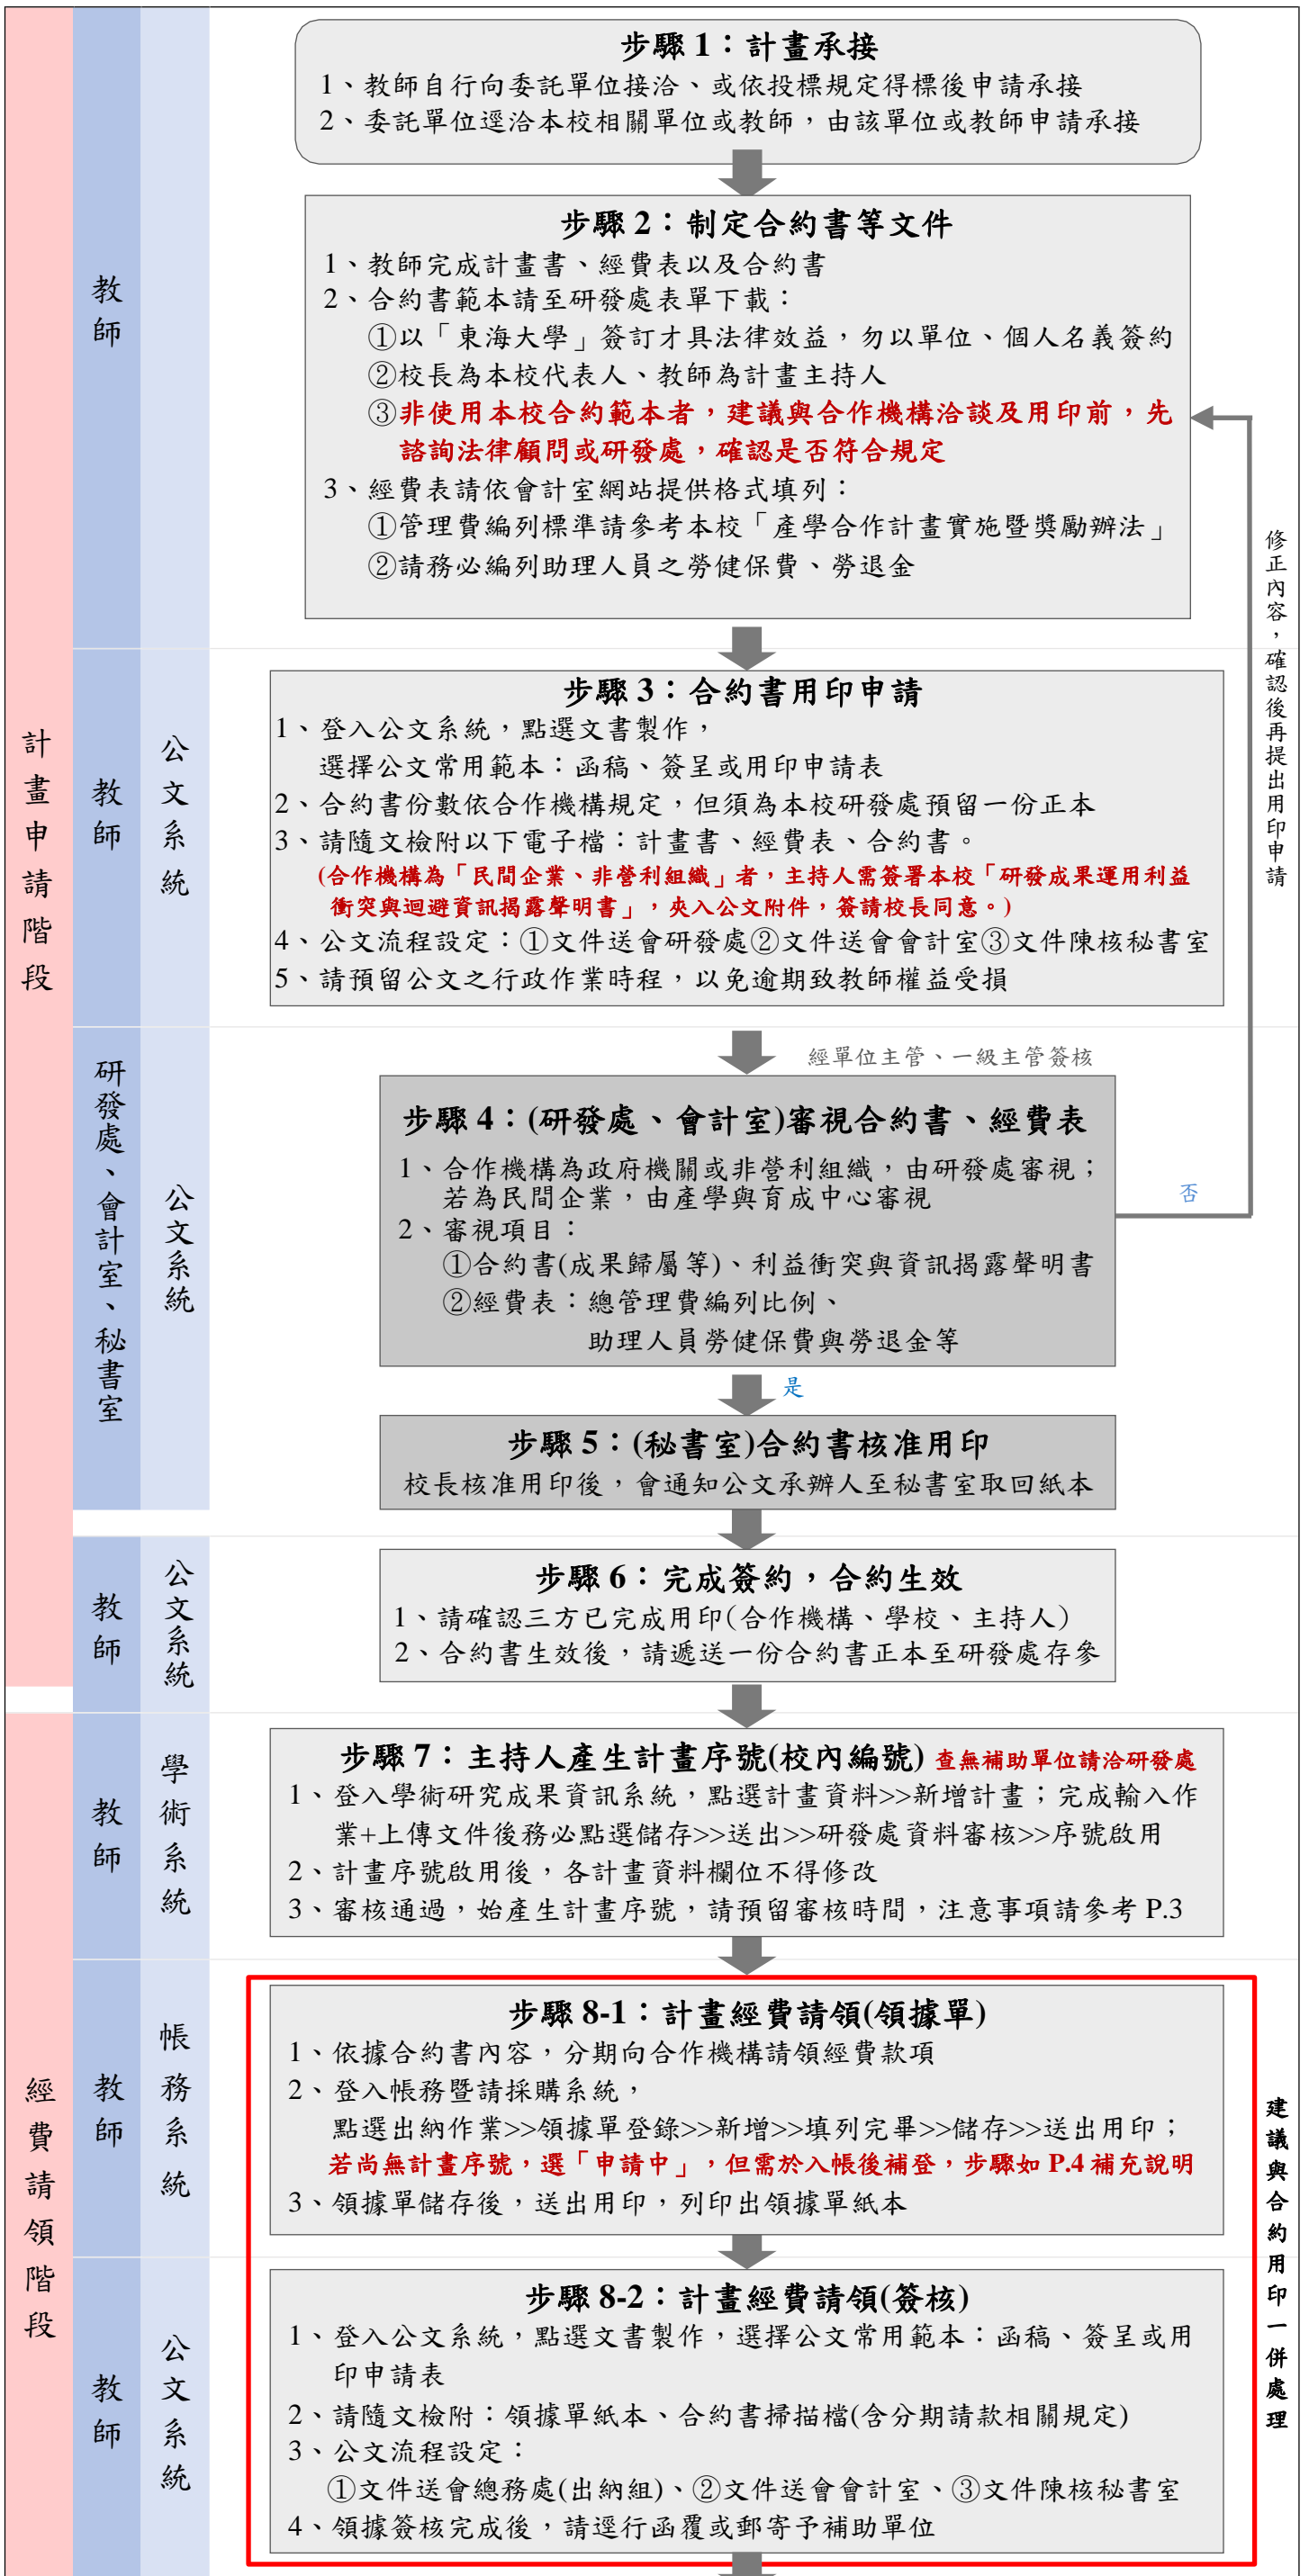 步驟 1：計畫承接
1、教師自行向委託單位接洽、或依投標規定得標後申請承接
2、委託單位逕洽本校相關單位或教師，由該單位或教師申請承接
教師
步驟 2：制定合約書等文件
1、教師完成計畫書、經費表以及合約書
2、合約書範本請至研發處表單下載：
①以「東海大學」簽訂才具法律效益，勿以單位、個人名義簽約
②校長為本校代表人、教師為計畫主持人
③非使用本校合約範本者，建議與合作機構洽談及用印前，先
諮詢法律顧問或研發處，確認是否符合規定
3、經費表請依會計室網站提供格式填列：
①管理費編列標準請參考本校「產學合作計畫實施暨獎勵辦法」
②請務必編列助理人員之勞健保費、勞退金
修正內容，確認後再提出用印申請
計畫申請階段
教師
公文系統
步驟 3：合約書用印申請
1、登入公文系統，點選文書製作，
選擇公文常用範本：函稿、簽呈或用印申請表
2、合約書份數依合作機構規定，但須為本校研發處預留一份正本
3、請隨文檢附以下電子檔：計畫書、經費表、合約書。
(合作機構為「民間企業、非營利組織」者，主持人需簽署本校「研發成果運用利益
衝突與迴避資訊揭露聲明書」，夾入公文附件，簽請校長同意。)
4、公文流程設定：①文件送會研發處②文件送會會計室③文件陳核秘書室
5、請預留公文之行政作業時程，以免逾期致教師權益受損
研發處、會計室、秘書室
公文系統
經單位主管、一級主管簽核
步驟 4：(研發處、會計室)審視合約書、經費表
1、合作機構為政府機關或非營利組織，由研發處審視；
若為民間企業，由產學與育成中心審視
2、審視項目：
①合約書(成果歸屬等)、利益衝突與資訊揭露聲明書
②經費表：總管理費編列比例、
助理人員勞健保費與勞退金等
否
是
步驟 5：(秘書室)合約書核准用印
校長核准用印後，會通知公文承辦人至秘書室取回紙本
教師
公文系統
步驟 6：完成簽約，合約生效
1、請確認三方已完成用印(合作機構、學校、主持人)
2、合約書生效後，請遞送一份合約書正本至研發處存參
經費請領階段
教師
學術系統
步驟 7：主持人產生計畫序號(校內編號) 查無補助單位請洽研發處
1、登入學術研究成果資訊系統，點選計畫資料>>新增計畫；完成輸入作
業+上傳文件後務必點選儲存>>送出>>研發處資料審核>>序號啟用
2、計畫序號啟用後，各計畫資料欄位不得修改
3、審核通過，始產生計畫序號，請預留審核時間，注意事項請參考 P.3
教師
帳務系統
步驟 8-1：計畫經費請領(領據單)
1、依據合約書內容，分期向合作機構請領經費款項
2、登入帳務暨請採購系統，
點選出納作業>>領據單登錄>>新增>>填列完畢>>儲存>>送出用印；
若尚無計畫序號，選「申請中」，但需於入帳後補登，步驟如 P.4 補充說明
3、領據單儲存後，送出用印，列印出領據單紙本
建議與合約用印一併處理
教師
公文系統
步驟 8-2：計畫經費請領(簽核)
1、登入公文系統，點選文書製作，選擇公文常用範本：函稿、簽呈或用
印申請表
2、請隨文檢附：領據單紙本、合約書掃描檔(含分期請款相關規定)
3、公文流程設定：
①文件送會總務處(出納組)、②文件送會會計室、③文件陳核秘書室
4、領據簽核完成後，請逕行函覆或郵寄予補助單位